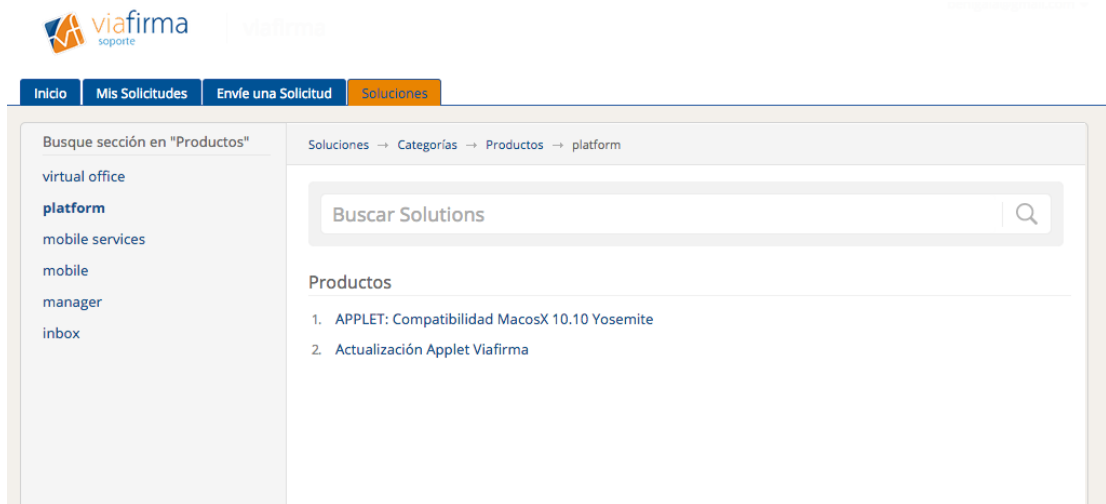 viafirma
soporte
viafirma
Inicio
Mis Solicitudes
Envíe una Solicitud
Soluciones
Busque sección en "Productos"
virtual office
platform
mobile services
mobile
manager
inbox
Soluciones → Categorías → Productos → platform
Buscar Solutions
Productos
1. APPLET: Compatibilidad MacosX 10.10 Yosemite
2. Actualización Applet Viafirma